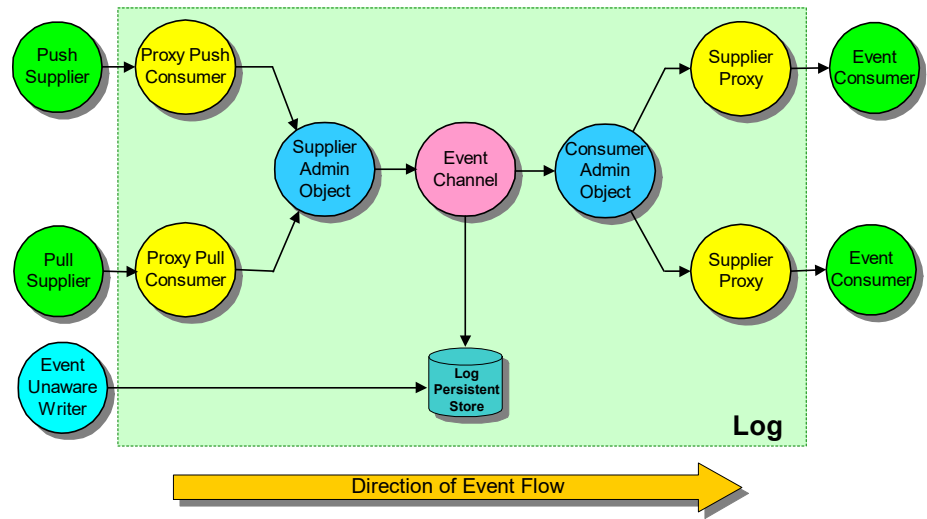 Push
Supplier
Proxy Push
Consumer
Supplier
Proxy
Event
Consumer
Supplier
Admin
Object
Event
Channel
Consumer
Admin
Object
Pull
Supplier
Proxy Pull
Consumer
Supplier
Proxy
Event
Consumer
Event
Unaware
Writer
Log
Persistent
Store
Log
Direction of Event Flow